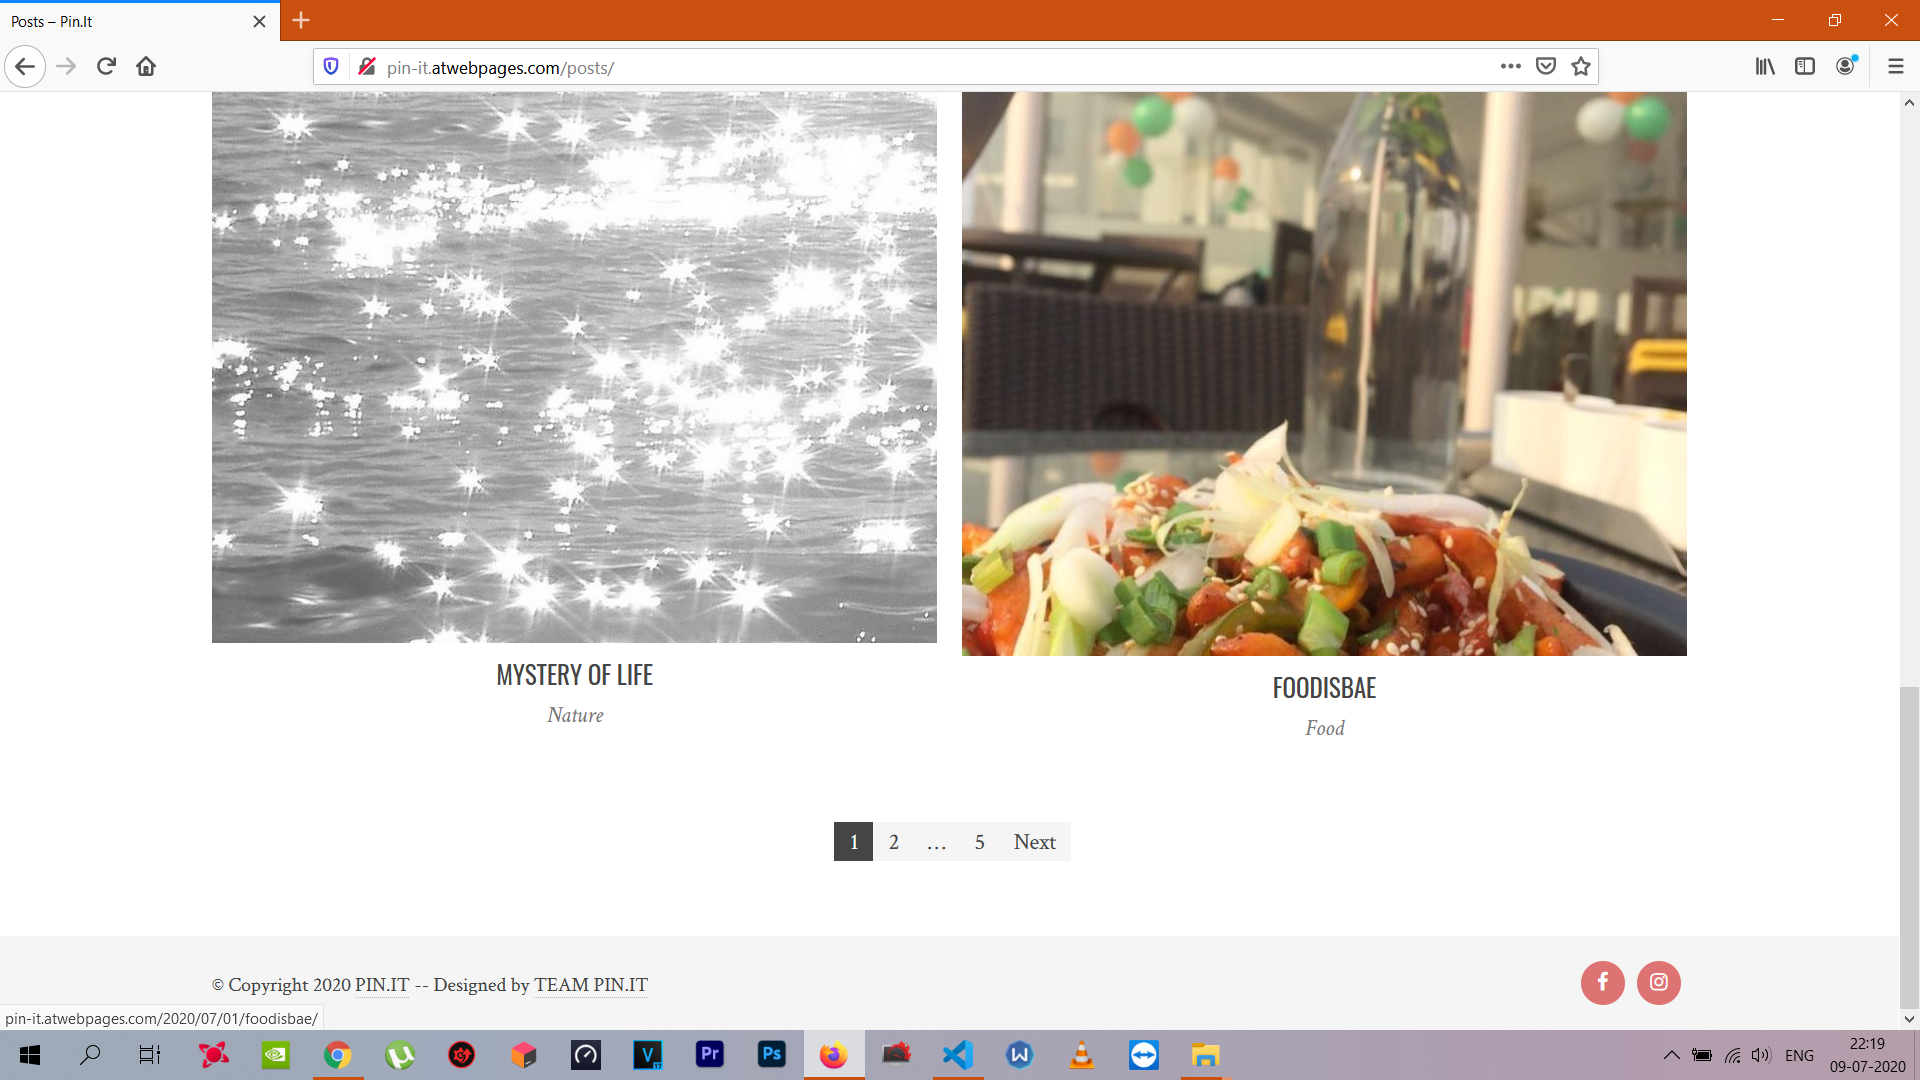 Posts – Pin.It
pin-it.atwebpages.com/posts/
MYSTERY OF LIFE
Nature
FOODISBAE
Food
1 2 … 5 Next
© Copyright 2020 PIN.IT -- Designed by TEAM PIN.IT
pin-it.atwebpages.com/2020/07/01/foodisbae/
V
Pr
Ps
W
ENG
22:19
09-07-2020